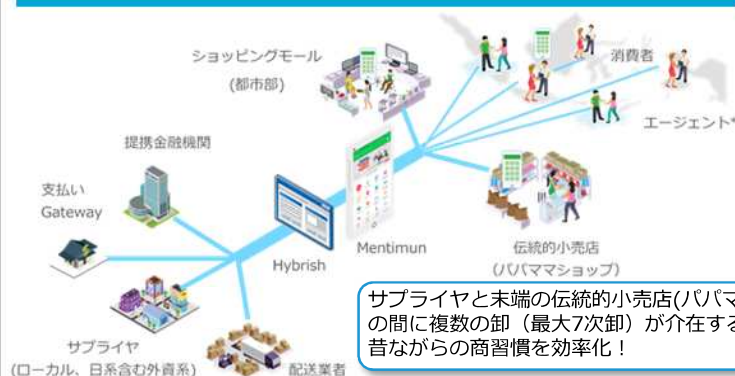 ショッピングモール
(都市部)
消費者
エージェント*
提携金融機関
支払い
Gateway
Mentimun
Hybrish
伝統的小売店
(パパママショップ)
サプライヤと末端の伝統的小売店(パパマ
の間に複数の卸（最大7次卸）が介在する
昔ながらの商習慣を効率化！
サプライヤ
(ローカル、日系含む外資系)
配送業者